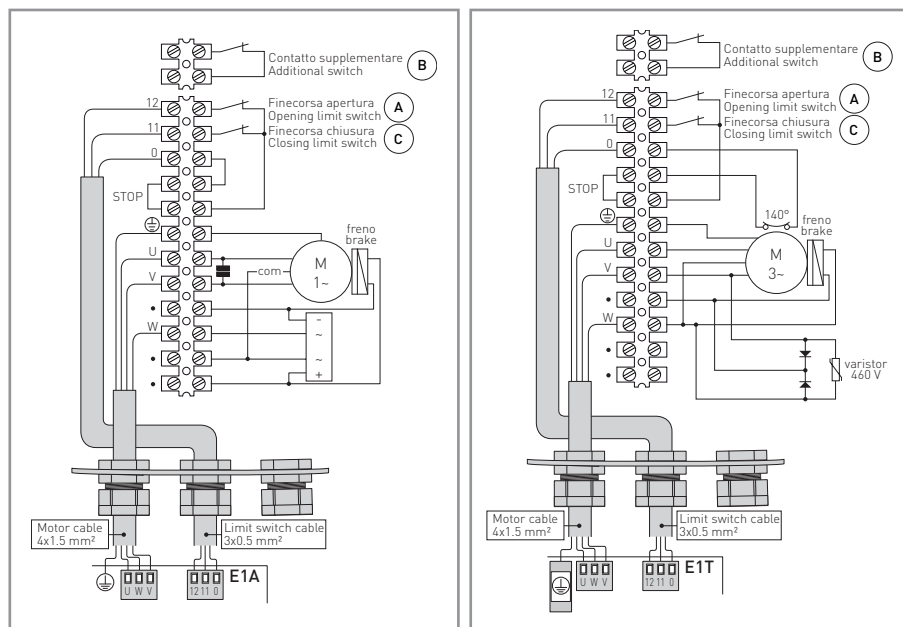 Contatto supplementare
Additional switch
B
12
Finecorsa apertura
Opening limit switch
A
11
Finecorsa chiusura
Closing limit switch
C
0
STOP
freno
brake
U
com
M
1~
V
•
-
W
~
•
~
•
+
Motor cable
4x1.5 mm²
Limit switch cable
3x0.5 mm²
E1A
U W V
12 11 0
Contatto supplementare
Additional switch
B
12
Finecorsa apertura
Opening limit switch
A
11
Finecorsa chiusura
Closing limit switch
C
0
STOP
140°
freno
brake
U
M
3~
V
•
W
•
•
varistor
460 V
Motor cable
4x1.5 mm²
Limit switch cable
3x0.5 mm²
E1T
U W V
12 11 0